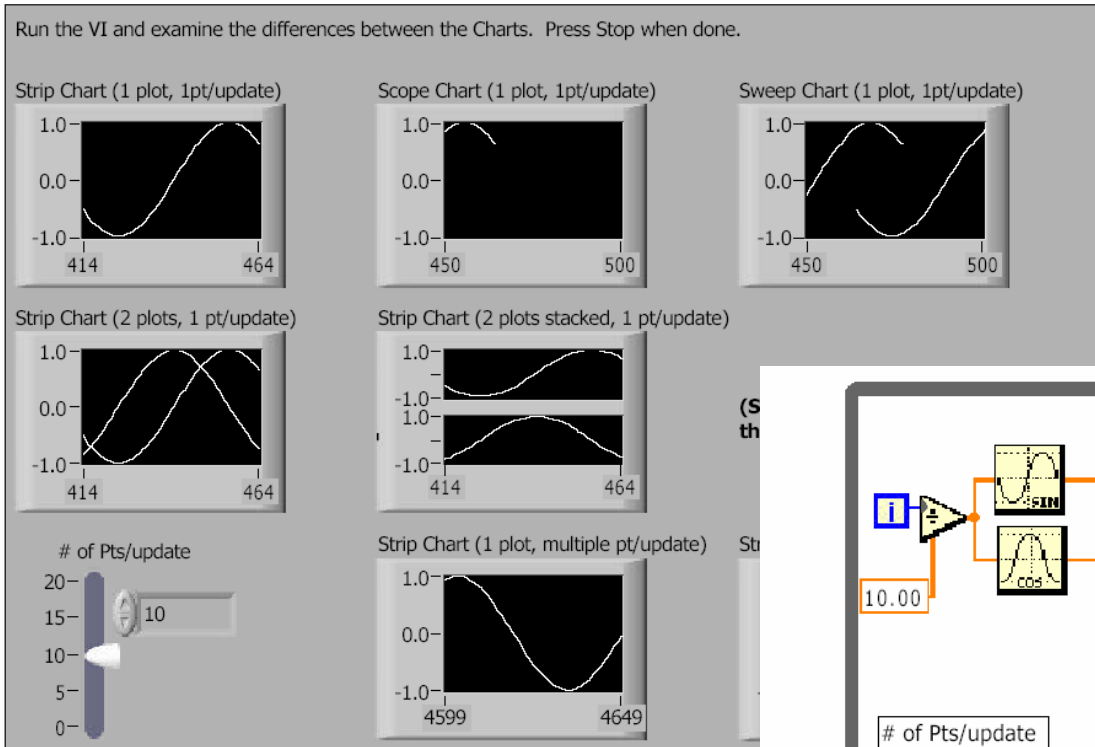 Run the VI and examine the differences between the Charts.  Press Stop when done.
Strip Chart (1 plot, 1pt/update)
Scope Chart (1 plot, 1pt/update)
Sweep Chart (1 plot, 1pt/update)
1.0
0.0
-1.0
414
464
1.0
0.0
-1.0
450
500
1.0
0.0
-1.0
450
500
Strip Chart (2 plots, 1 pt/update)
Strip Chart (2 plots stacked, 1 pt/update)
1.0
0.0
-1.0
414
464
1.0
-1.0
1.0
-1.0
414
464
(S
th
# of Pts/update
20
15
10
5
0
10
Strip Chart (1 plot, multiple pt/update)
1.0
0.0
-1.0
4599
4649
Str
i
÷
SIN
COS
10.00
# of Pts/update